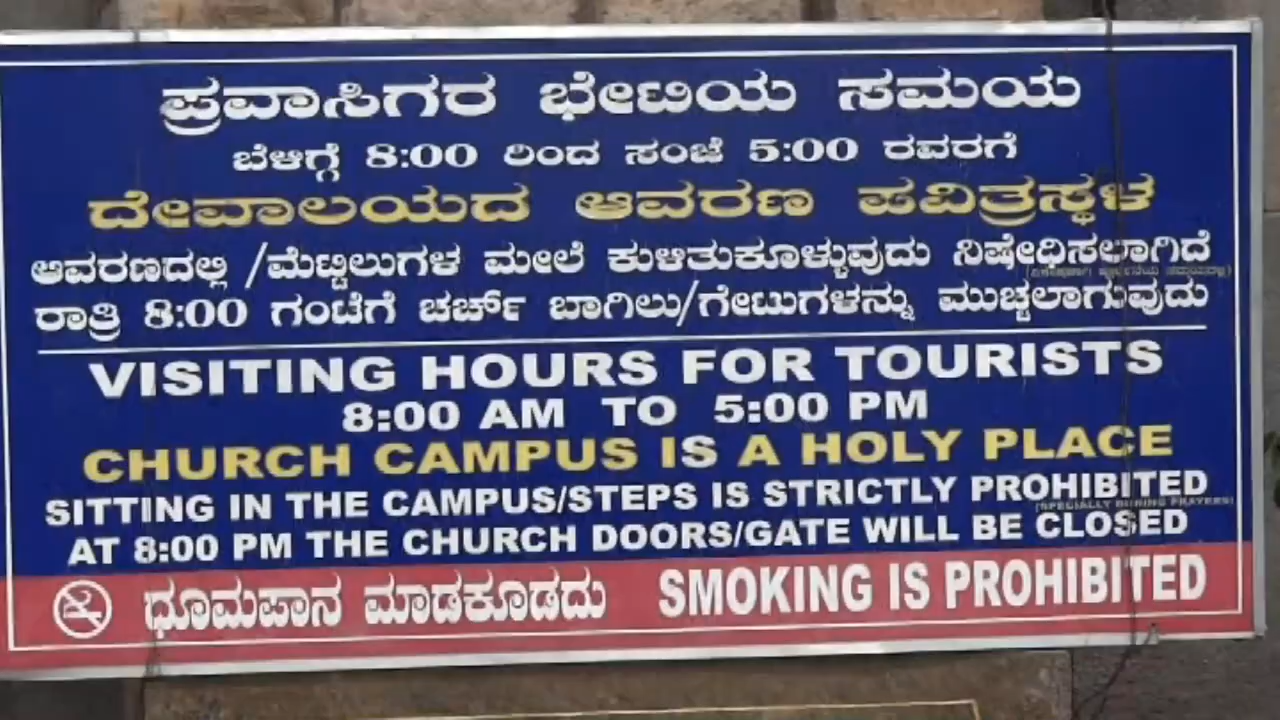 ಪ್ರವಾಸಿಗರ ಭೇಟಿಯ ಸಮಯ
ಬೆಳಿಗ್ಗೆ 8:00 ರಿಂದ ಸಂಜೆ 5:00 ರವರಗೆ
ದೇವಾಲಯದ ಆವರಣ ಪವಿತ್ರಸ್ಥಳ
ಆವರಣದಲ್ಲಿ /ಮೆಟ್ಟಿಲುಗಳ ಮೇಲೆ ಕುಳಿತುಕೊಳ್ಳುವುದು ನಿಷೇಧಿಸಲಾಗಿದೆ
ರಾತ್ರಿ 8:00 ಗಂಟೆಗೆ ಚರ್ಚ್ ಬಾಗಿಲು/ಗೇಟುಗಳನ್ನು ಮುಚ್ಚಲಾಗುವುದು
VISITING HOURS FOR TOURISTS
8:00 AM TO 5:00 PM
CHURCH CAMPUS IS A HOLY PLACE
SITTING IN THE CAMPUS/STEPS IS STRICTLY PROHIBITED
(SPECIALLY DURING PRAYERS)
AT 8:00 PM THE CHURCH DOORS/GATE WILL BE CLOSED
ಧೂಮಪಾನ ಮಾಡಕೂಡದು SMOKING IS PROHIBITED